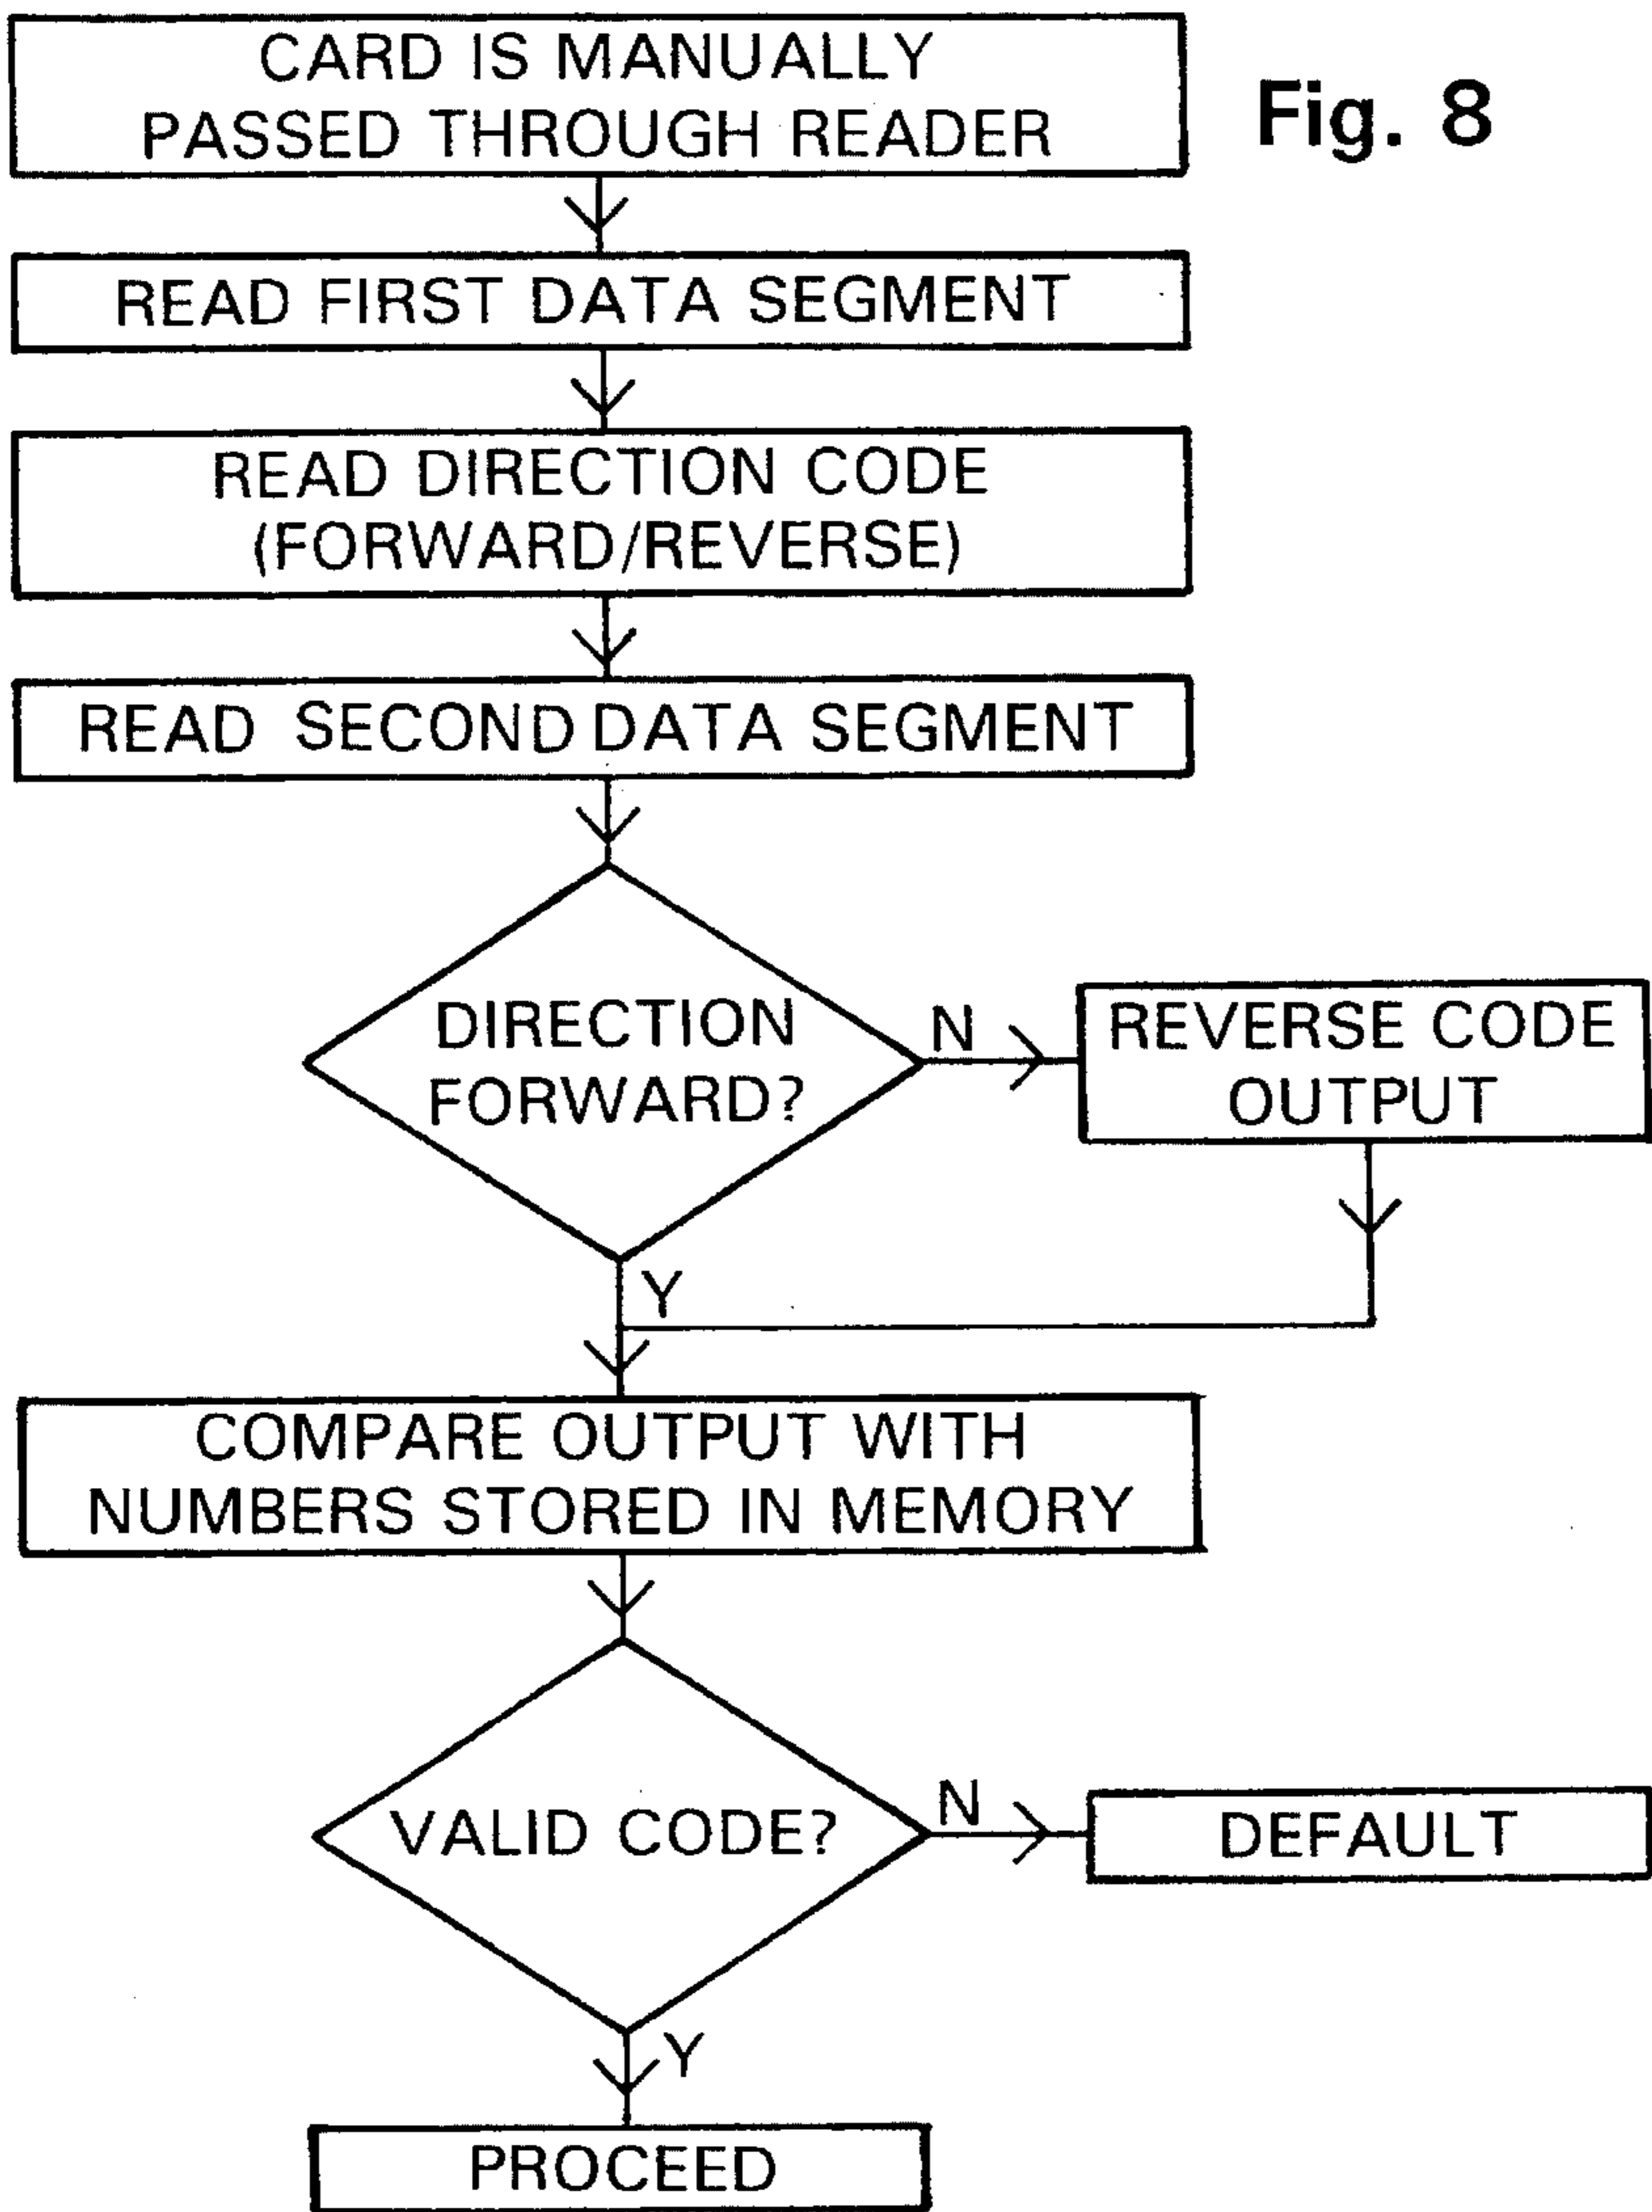 CARD IS MANUALLY
PASSED THROUGH READER
Fig. 8
READ FIRST DATA SEGMENT
READ DIRECTION CODE
(FORWARD/REVERSE)
READ SECOND DATA SEGMENT
DIRECTION
FORWARD?
N
REVERSE CODE
OUTPUT
Y
COMPARE OUTPUT WITH
NUMBERS STORED IN MEMORY
VALID CODE?
N
DEFAULT
Y
PROCEED